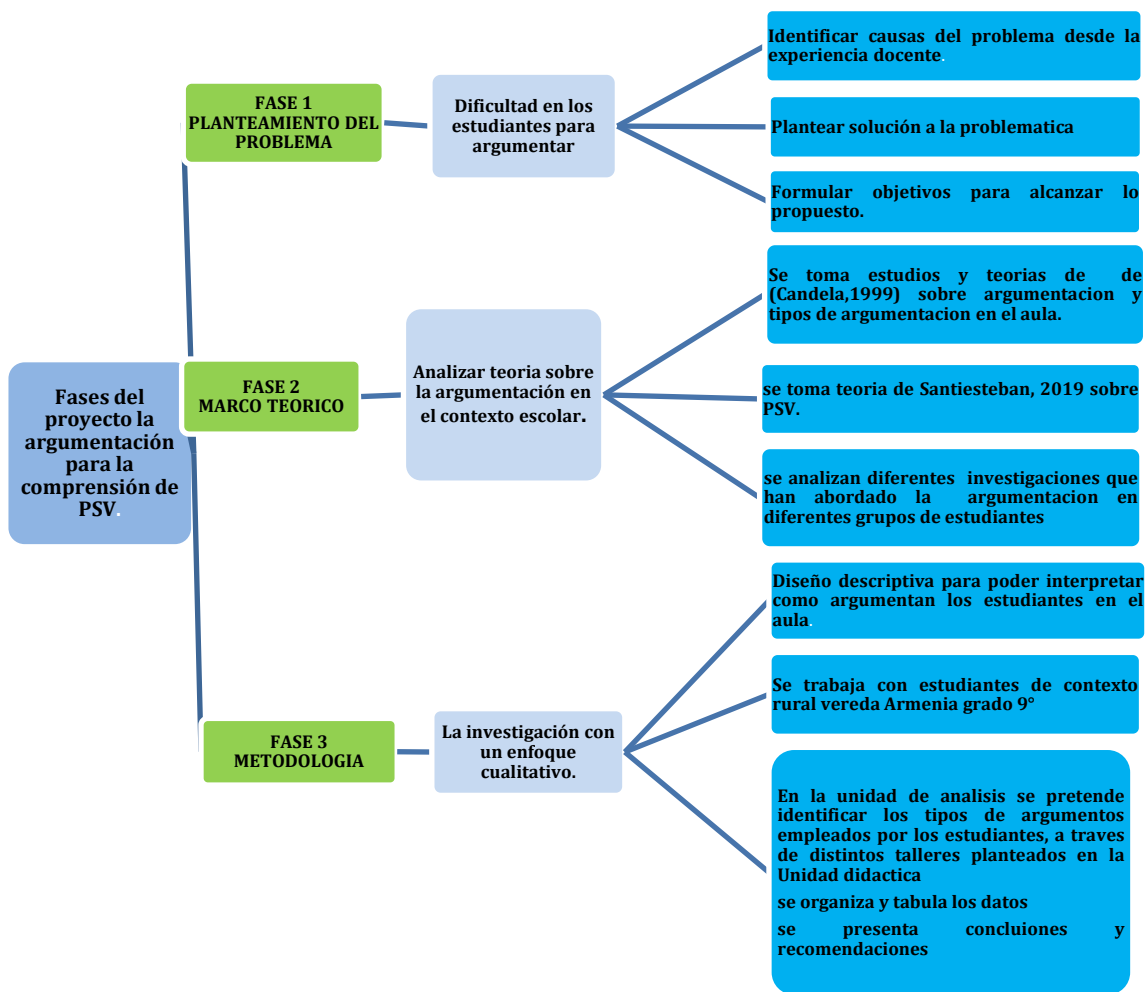 Fases del
proyecto la
argumentación
para la
comprensión de
PSV.
FASE 1
PLANTEAMIENTO DEL
PROBLEMA
Dificultad en los
estudiantes para
argumentar
Identificar causas del problema desde la
experiencia docente.
Plantear solución a la problematica
Formular objetivos para alcanzar lo
propuesto.
FASE 2
MARCO TEORICO
Analizar teoria sobre
la argumentación en
el contexto escolar.
Se toma estudios y teorias de de
(Candela,1999) sobre argumentacion y
tipos de argumentacion en el aula.
se toma teoria de Santiesteban, 2019 sobre
PSV.
se analizan diferentes investigaciones que
han abordado la argumentacion en
diferentes grupos de estudiantes
FASE 3
METODOLOGIA
La investigación con
un enfoque
cualitativo.
Diseño descriptiva para poder interpretar
como argumentan los estudiantes en el
aula.
Se trabaja con estudiantes de contexto
rural vereda Armenia grado 9°
En la unidad de analisis se pretende
identificar los tipos de argumentos
empleados por los estudiantes, a traves
de distintos talleres planteados en la
Unidad didactica
se organiza y tabula los datos
se presenta concluiones y
recomendaciones